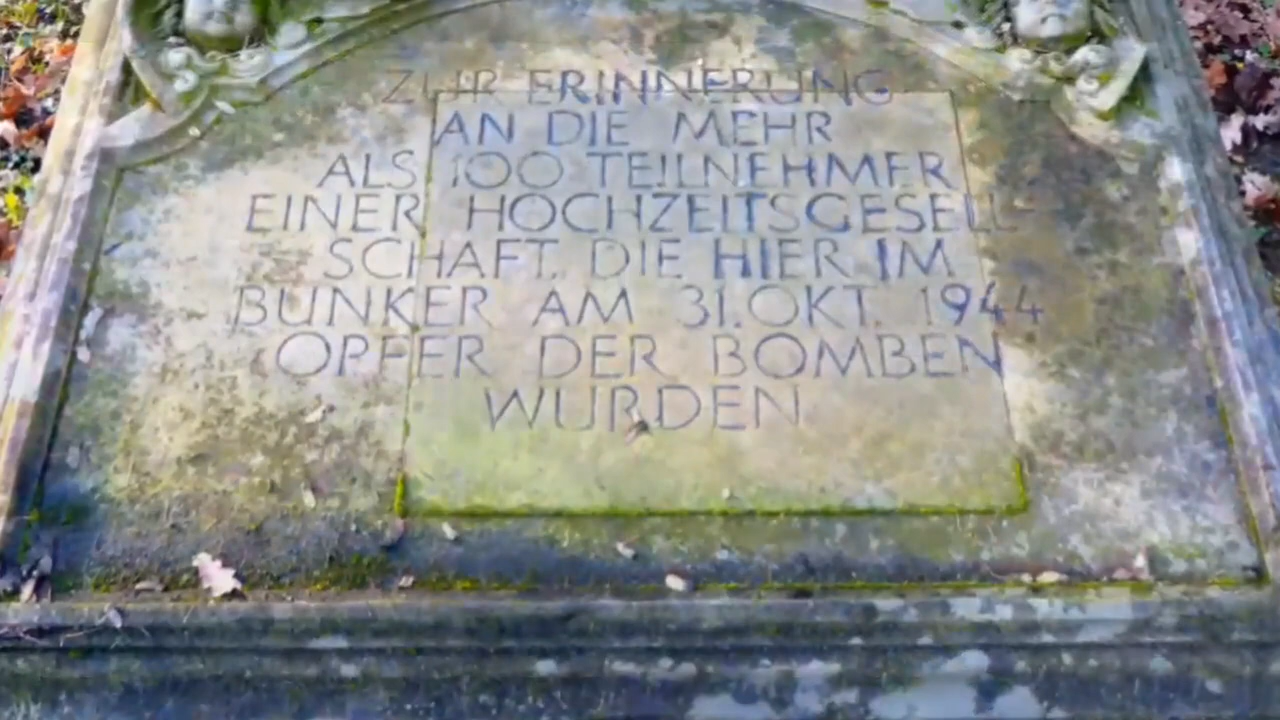 ZUR ERINNERUNG
AN DIE MEHR
ALS 100 TEILNEHMER
EINER HOCHZEITSGESELL-
SCHAFT, DIE HIER IM
BUNKER AM 31. OKT. 1944
OPFER DER BOMBEN
WURDEN